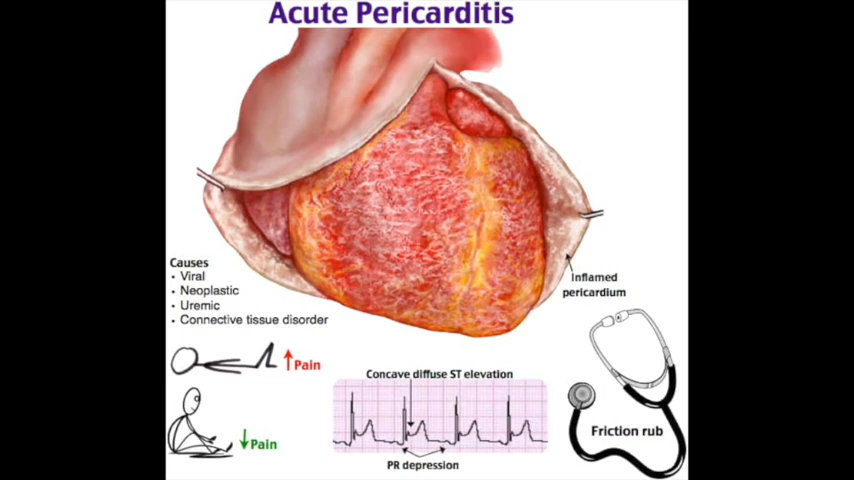 Acute Pericarditis
Causes
• Viral
• Neoplastic
• Uremic
• Connective tissue disorder
Inflamed
pericardium
Pain
Pain
Concave diffuse ST elevation
PR depression
Friction rub